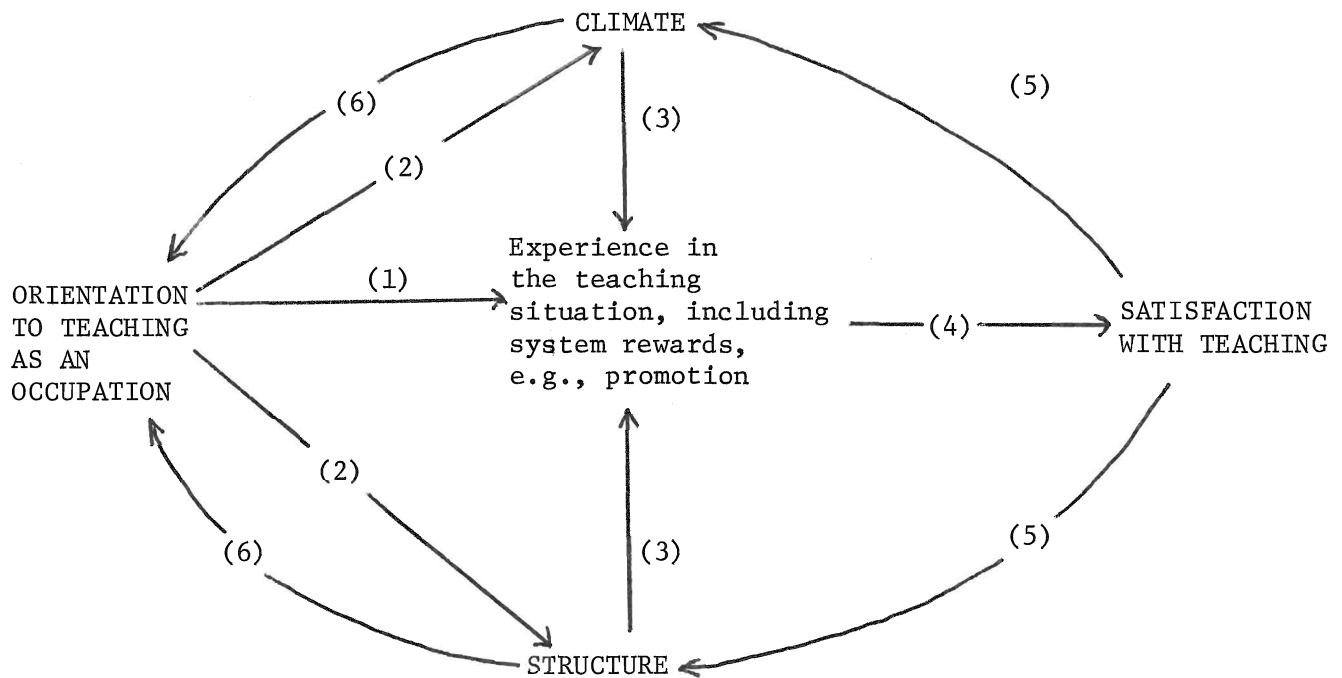 CLIMATE
(5)
(6)
(3)
(2)
Experience in
the teaching
situation, including
system rewards,
e.g., promotion
(1)
ORIENTATION
TO TEACHING
AS AN
OCCUPATION
(4)
SATISFACTION
WITH TEACHING
(2)
(6)
(3)
(5)
STRUCTURE